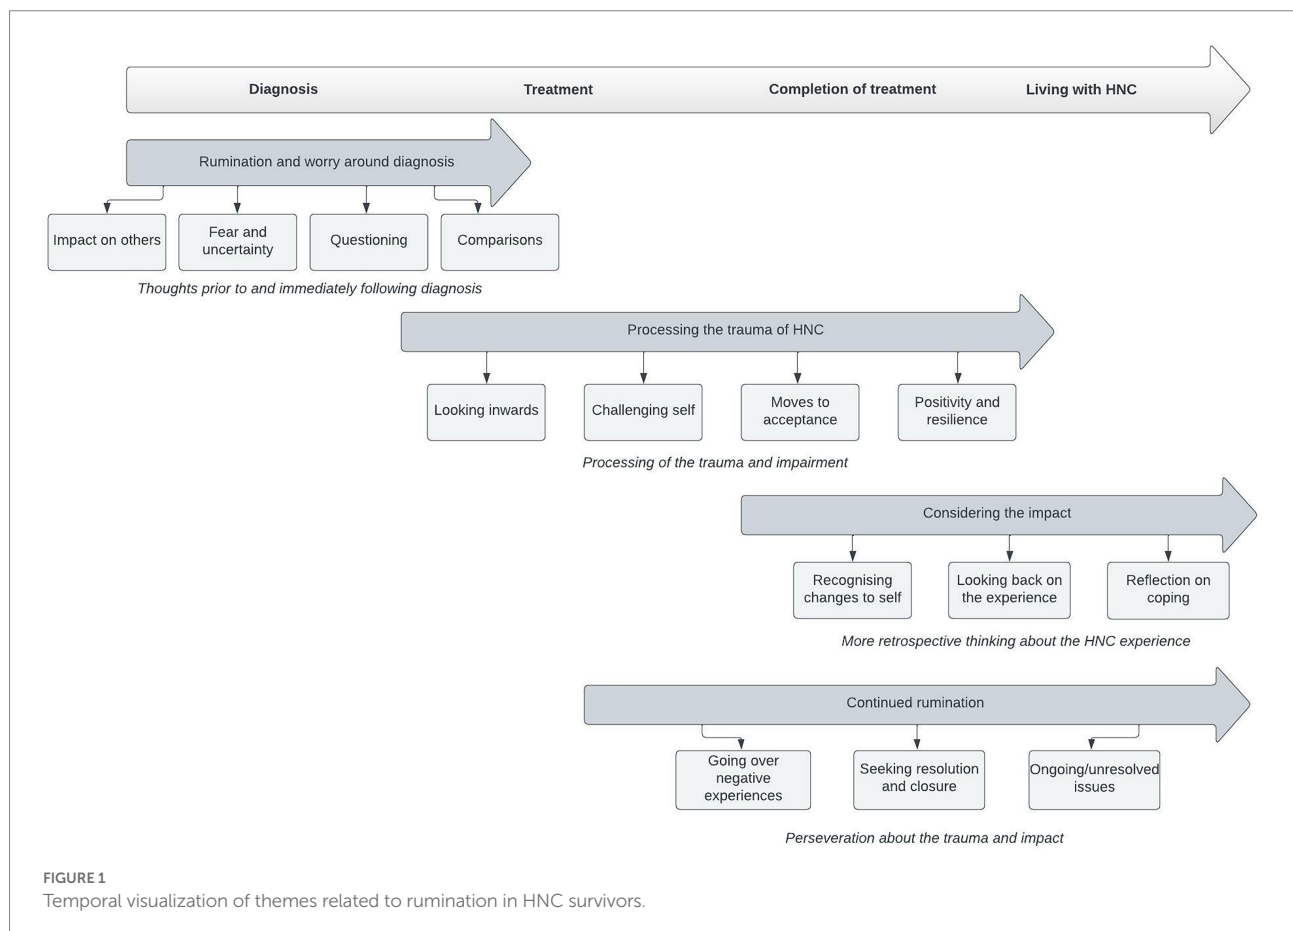 Diagnosis Treatment Completion of treatment Living with HNC
Rumination and worry around diagnosis
Impact on others
Fear and
uncertainty
Questioning
Comparisons
Thoughts prior to and immediately following diagnosis
Processing the trauma of HNC
Looking inwards
Challenging self
Moves to
acceptance
Positivity and
resilience
Processing of the trauma and impairment
Considering the impact
Recognising
changes to self
Looking back on
the experience
Reflection on
coping
More retrospective thinking about the HNC experience
Continued rumination
Going over
negative
experiences
Seeking resolution
and closure
Ongoing/unresolved
issues
Perseveration about the trauma and impact
FIGURE 1
Temporal visualization of themes related to rumination in HNC survivors.